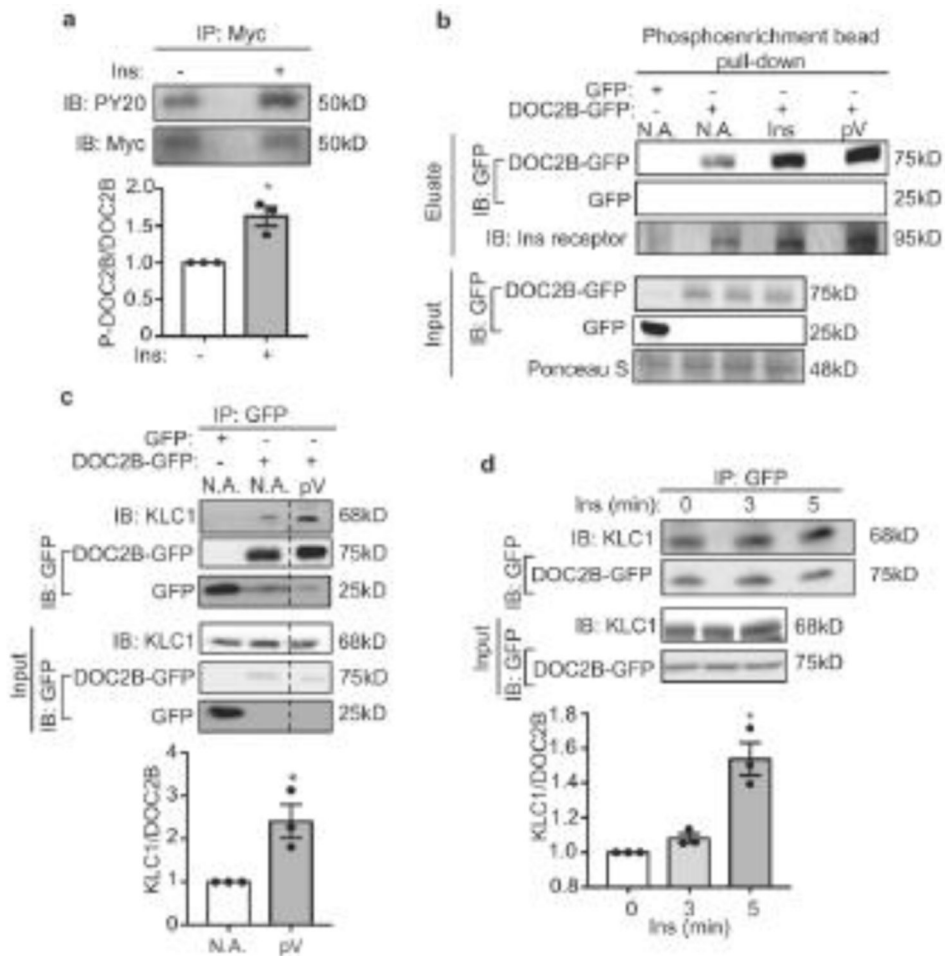 a
IP: Myc
Ins: - +
IB: PY20 50kD
IB: Myc 50kD
P-DOC2B/DOC2B
2.0
*
1.5
1.0
0.5
0
Ins: - +
b
Phosphoenrichment bead
pull-down
GFP: + - - -
DOC2B-GFP: - + + +
N.A. N.A. Ins pV
Eluate
IB: GFP
DOC2B-GFP 75kD
GFP 25kD
IB: Ins receptor 95kD
Input
IB: GFP
DOC2B-GFP 75kD
GFP 25kD
Ponceau S 48kD
c
IP: GFP
GFP: + - -
DOC2B-GFP: - + +
N.A. N.A. pV
IB: KLC1 68kD
IB: GFP
DOC2B-GFP 75kD
GFP 25kD
Input
IB: KLC1 68kD
IB: GFP
DOC2B-GFP 75kD
GFP 25kD
KLC1/DOC2B
4
*
3
2
1
0
N.A. pV
d
IP: GFP
Ins (min): 0 3 5
IB: KLC1 68kD
IB: GFP
DOC2B-GFP 75kD
Input
IB: KLC1 68kD
IB: GFP
DOC2B-GFP 75kD
KLC1/DOC2B
1.8
*
1.6
1.4
1.2
1.0
0.8
0 3 5
Ins (min)